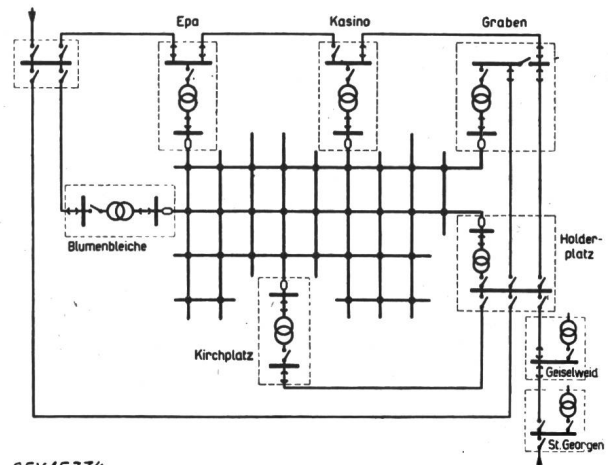 Epa
Kasino
Graben
Blumenbleiche
Holder-
platz
Kirchplatz
Geiselweid
St.Georgen